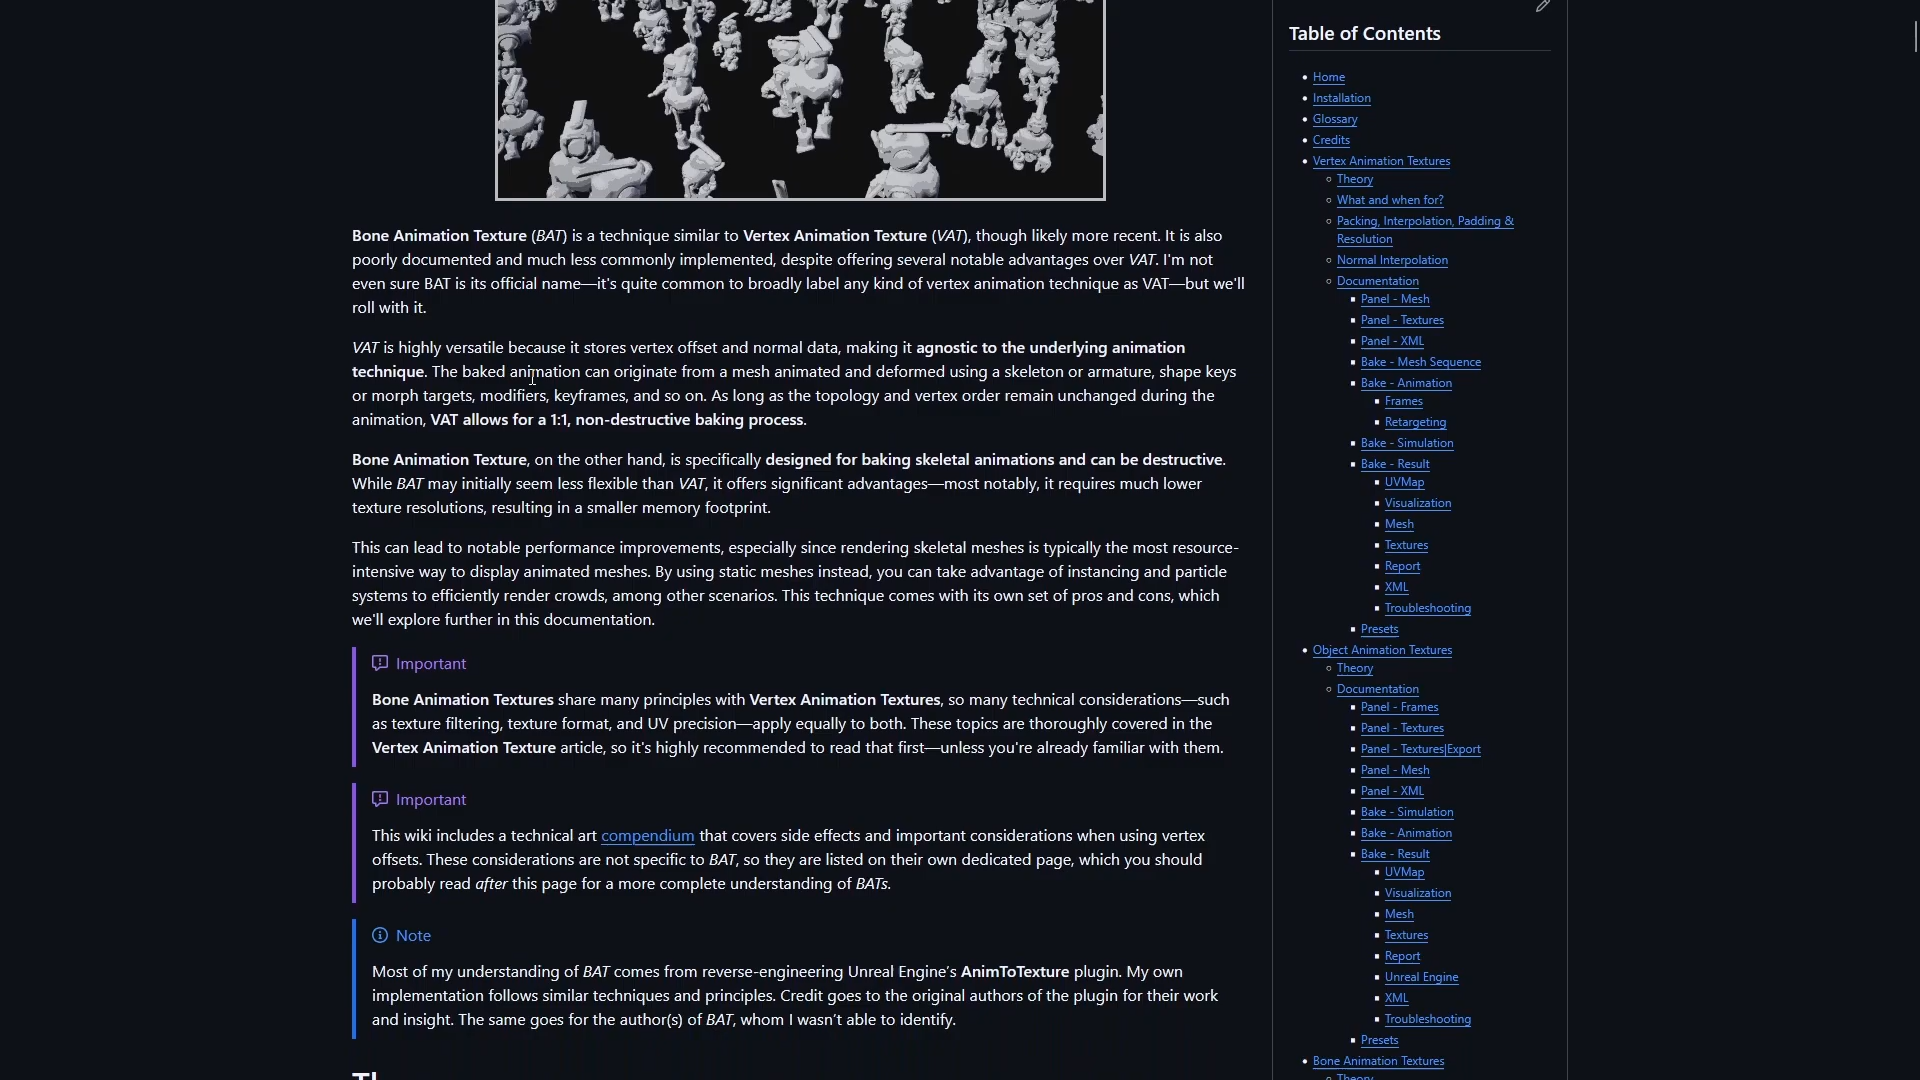 Bone Animation Texture (BAT) is a technique similar to Vertex Animation Texture (VAT), though likely more recent. It is also
poorly documented and much less commonly implemented, despite offering several notable advantages over VAT. I'm not
even sure BAT is its official name—it's quite common to broadly label any kind of vertex animation technique as VAT—but we'll
roll with it.
VAT is highly versatile because it stores vertex offset and normal data, making it agnostic to the underlying animation
technique. The baked animation can originate from a mesh animated and deformed using a skeleton or armature, shape keys
or morph targets, modifiers, keyframes, and so on. As long as the topology and vertex order remain unchanged during the
animation, VAT allows for a 1:1, non-destructive baking process.
Bone Animation Texture, on the other hand, is specifically designed for baking skeletal animations and can be destructive.
While BAT may initially seem less flexible than VAT, it offers significant advantages—most notably, it requires much lower
texture resolutions, resulting in a smaller memory footprint.
This can lead to notable performance improvements, especially since rendering skeletal meshes is typically the most resource-
intensive way to display animated meshes. By using static meshes instead, you can take advantage of instancing and particle
systems to efficiently render crowds, among other scenarios. This technique comes with its own set of pros and cons, which
we'll explore further in this documentation.
Important
Bone Animation Textures share many principles with Vertex Animation Textures, so many technical considerations—such
as texture filtering, texture format, and UV precision—apply equally to both. These topics are thoroughly covered in the
Vertex Animation Texture article, so it's highly recommended to read that first—unless you're already familiar with them.
Important
This wiki includes a technical art compendium that covers side effects and important considerations when using vertex
offsets. These considerations are not specific to BAT, so they are listed on their own dedicated page, which you should
probably read after this page for a more complete understanding of BATs.
Note
Most of my understanding of BAT comes from reverse-engineering Unreal Engine's AnimToTexture plugin. My own
implementation follows similar techniques and principles. Credit goes to the original authors of the plugin for their work
and insight. The same goes for the author(s) of BAT, whom I wasn't able to identify.
Table of Contents
Home
Installation
Glossary
Credits
Vertex Animation Textures
Theory
What and when for?
Packing, Interpolation, Padding &
Resolution
Normal Interpolation
Documentation
Panel - Mesh
Panel - Textures
Panel - XML
Bake - Mesh Sequence
Bake - Animation
Frames
Retargeting
Bake - Simulation
Bake - Result
UVMap
Visualization
Mesh
Textures
Report
XML
Troubleshooting
Presets
Object Animation Textures
Theory
Documentation
Panel - Frames
Panel - Textures
Panel - Textures|Export
Panel - Mesh
Panel - XML
Bake - Simulation
Bake - Animation
Bake - Result
UVMap
Visualization
Mesh
Textures
Report
Unreal Engine
XML
Troubleshooting
Presets
Bone Animation Textures
Theory